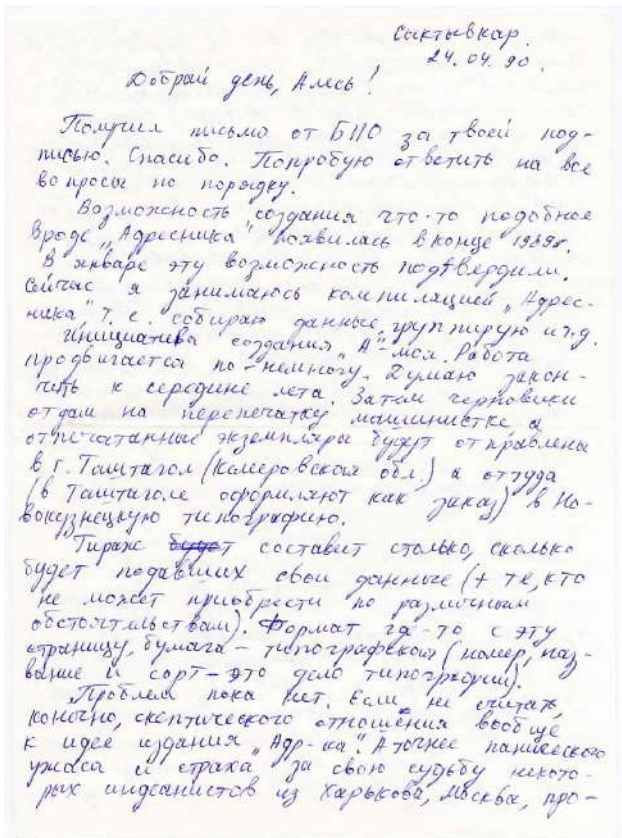 Сыктывкар.
24.04.90.
Добрый день, Алесь!
Получил письмо от БПО за твоей под-
писью. Спасибо. Попробую ответить на все
вопросы по порядку.
Возможность создания что-то подобное
вроде „Адресника" появилась в конце 1989г.
В январе эту возможность подтвердили.
Сейчас я занимаюсь компиляцией „Адрес-
ника" т.е. собираю данные, группирую и т.д.
Инициатива создания „А"-моя. Работа
продвигается по-немногу. Думаю закон-
чить к середине лета. Затем черновики
отдам на перепечатку машинистке, а
отпечатанные экземпляры будут отправлены
в г. Таштагол (Кемеровская обл.) а оттуда
(в Таштаголе оформляют как заказ) в Но-
вокузнецкую типографию.
Тираж будет составит столько, сколько
будет подавших свои данные (+ те, кто
не может приобрести по различным
обстоятельствам). Формат где-то с эту
страницу, бумага - типографская (номер, наз-
вание и сорт - это дело типографии).
Проблем пока нет. Если не считать,
конечно, скептического отношения вообще
к идее издания „Адр-ка". А точнее панического
ужаса и страха за свою судьбу некото-
рых индеанистов из Харькова, Москвы, про-